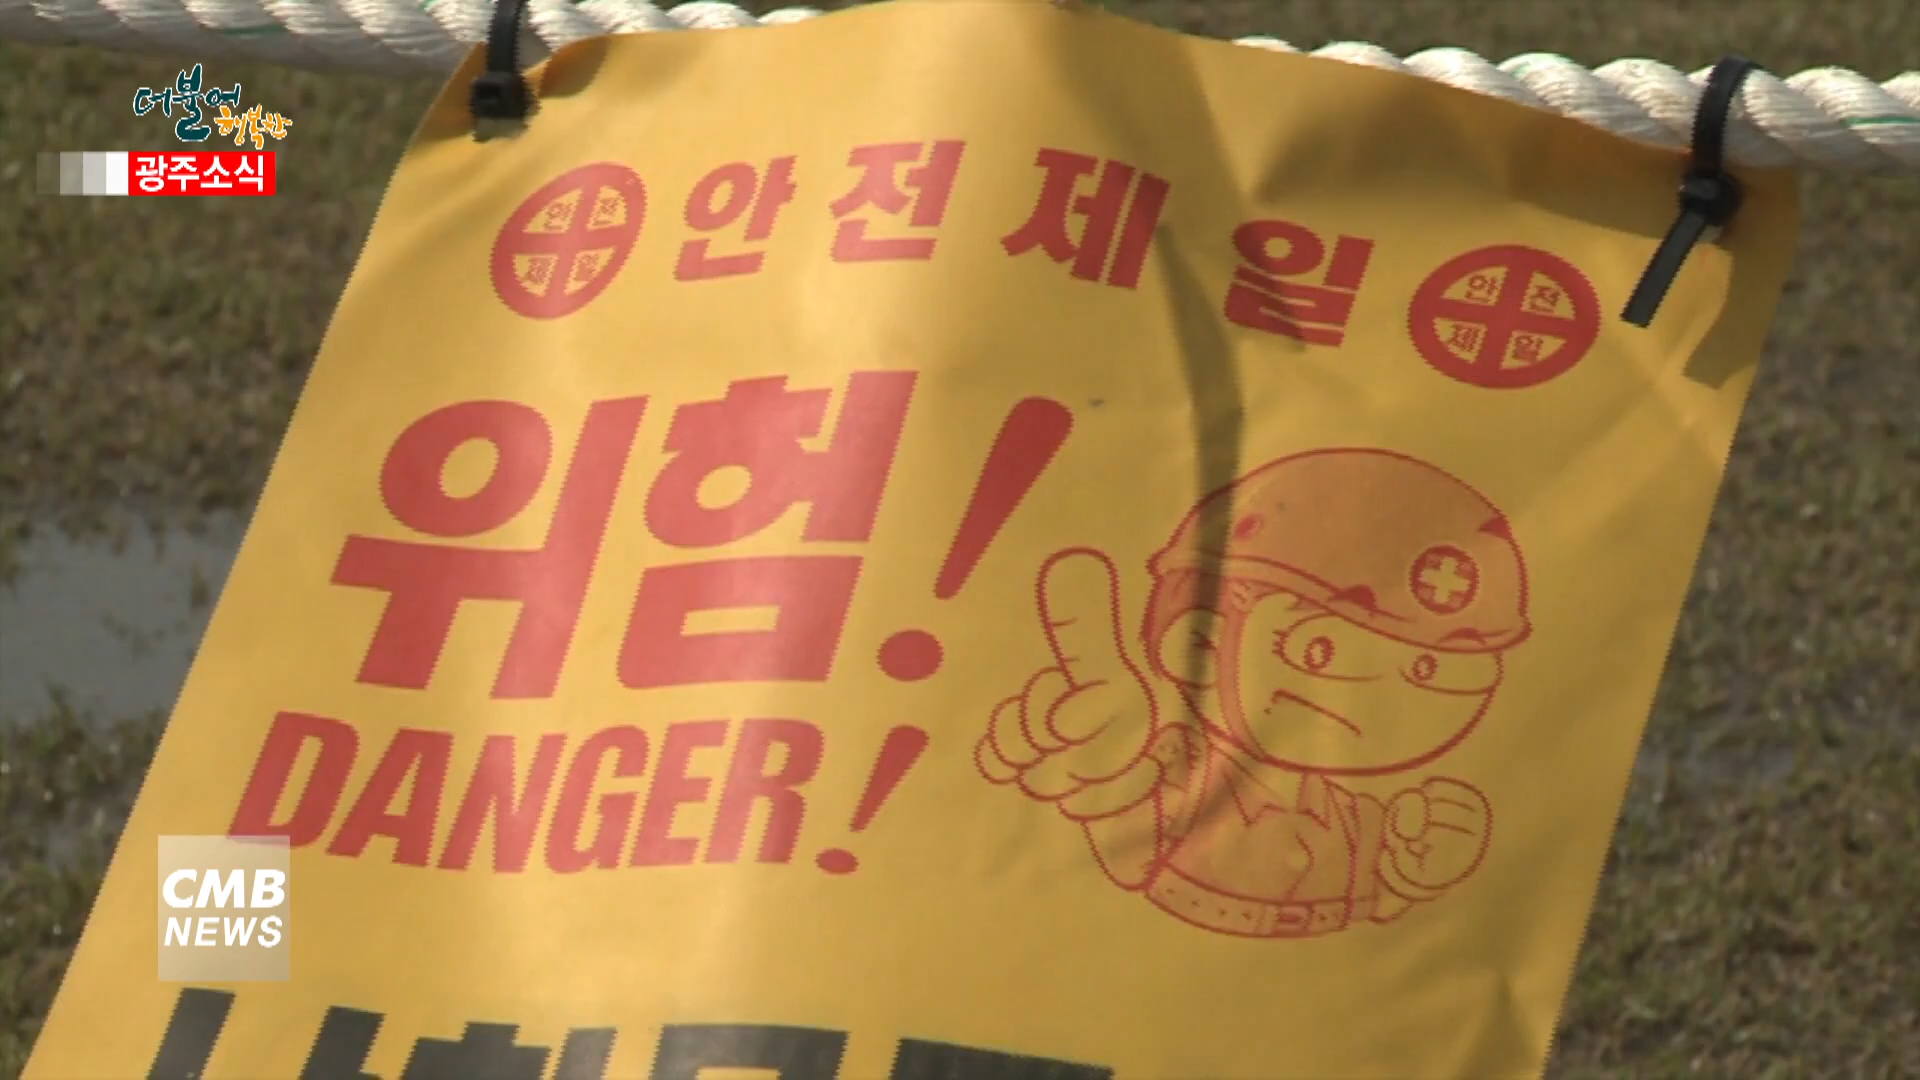 더불어
행복한
광주소식
안전
제일
안전제일
안전
제일
위험!
DANGER!
CMB
NEWS